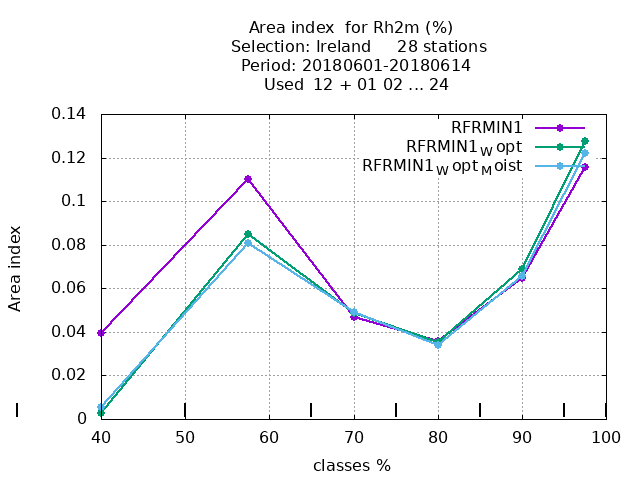 Area index  for Rh2m (%)
Selection: Ireland     28 stations
Period: 20180601-20180614
Used  12 + 01 02 ... 24
RFRMIN1
RFRMIN1_Wopt
RFRMIN1_Wopt_Moist
Area index
0.14
0.12
0.1
0.08
0.06
0.04
0.02
0
40 50 60 70 80 90 100
classes %